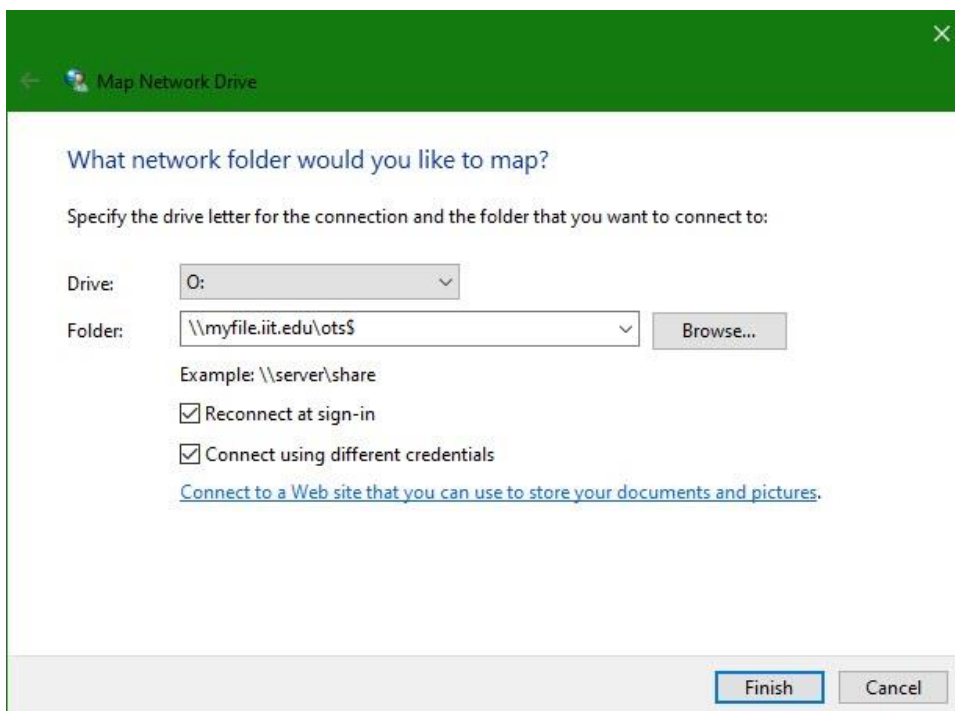 Map Network Drive
What network folder would you like to map?
Specify the drive letter for the connection and the folder that you want to connect to:
Drive: O:
Folder: \\myfile.iit.edu\ots$ Browse...
Example: \\server\share
Reconnect at sign-in
Connect using different credentials
Connect to a Web site that you can use to store your documents and pictures.
Finish Cancel